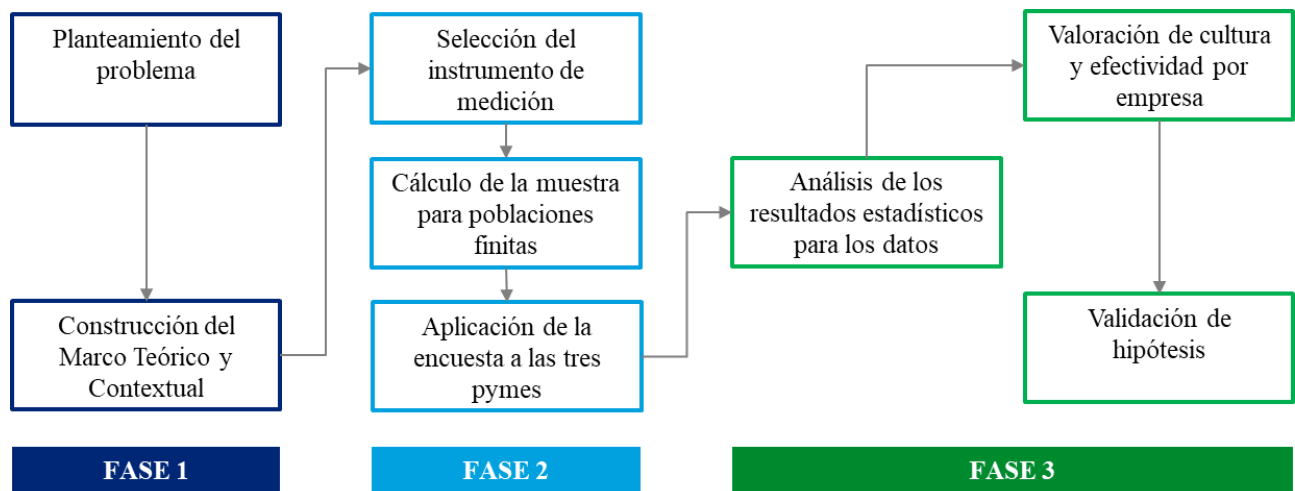 Planteamiento del
problema
Construcción del
Marco Teórico y
Contextual
Selección del
instrumento de
medición
Cálculo de la muestra
para poblaciones
finitas
Aplicación de la
encuesta a las tres
pymes
Análisis de los
resultados estadísticos
para los datos
Valoración de cultura
y efectividad por
empresa
Validación de
hipótesis
FASE 1
FASE 2
FASE 3